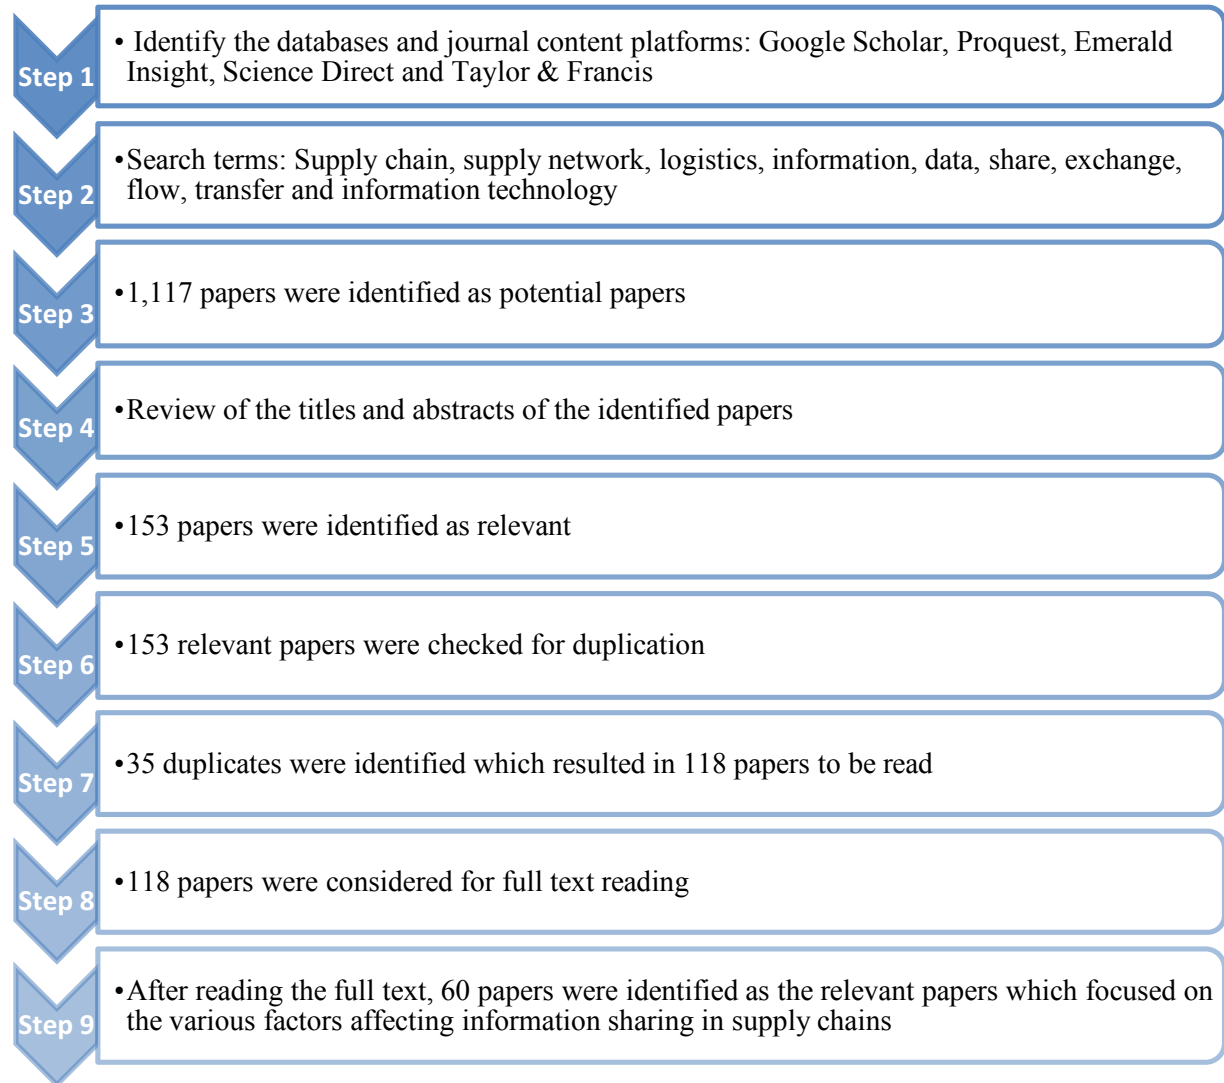 Step 1
• Identify the databases and journal content platforms: Google Scholar, Proquest, Emerald
Insight, Science Direct and Taylor & Francis
Step 2
•Search terms: Supply chain, supply network, logistics, information, data, share, exchange,
flow, transfer and information technology
Step 3
•1,117 papers were identified as potential papers
Step 4
•Review of the titles and abstracts of the identified papers
Step 5
•153 papers were identified as relevant
Step 6
•153 relevant papers were checked for duplication
Step 7
•35 duplicates were identified which resulted in 118 papers to be read
Step 8
•118 papers were considered for full text reading
Step 9
•After reading the full text, 60 papers were identified as the relevant papers which focused on
the various factors affecting information sharing in supply chains